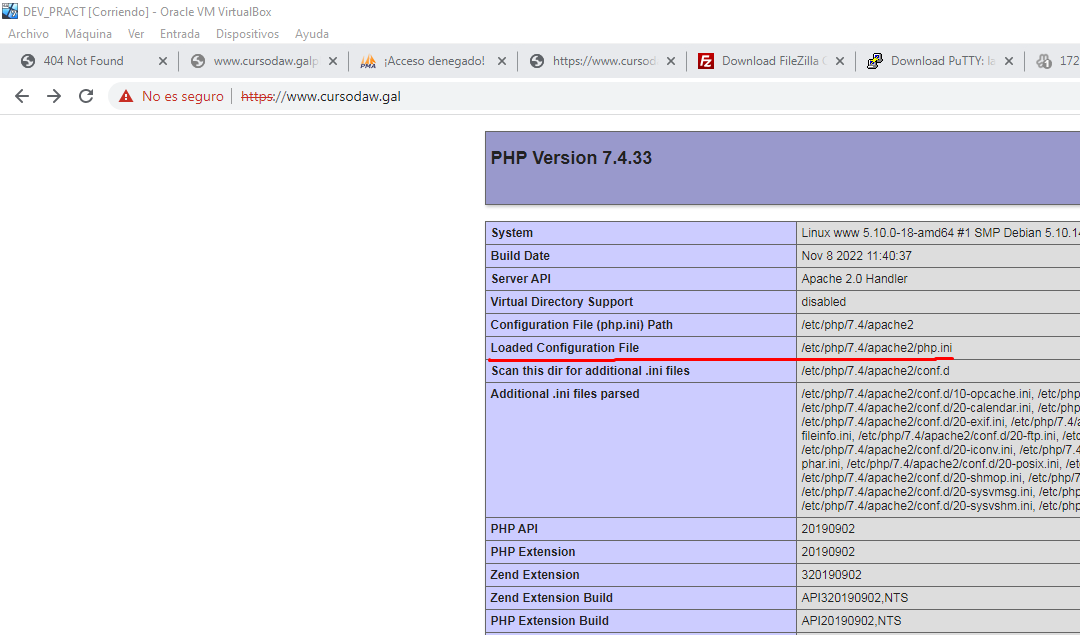 DEV_PRACT [Corriendo] - Oracle VM VirtualBox
Archivo Máquina Ver Entrada Dispositivos Ayuda
404 Not Found www.cursodaw.galp ¡Acceso denegado! https://www.cursod Download FileZilla Download PuTTY: la 172
No es seguro https://www.cursodaw.gal
PHP Version 7.4.33
System Linux www 5.10.0-18-amd64 #1 SMP Debian 5.10.14
Build Date Nov 8 2022 11:40:37
Server API Apache 2.0 Handler
Virtual Directory Support disabled
Configuration File (php.ini) Path /etc/php/7.4/apache2
Loaded Configuration File /etc/php/7.4/apache2/php.ini
Scan this dir for additional .ini files /etc/php/7.4/apache2/conf.d
Additional .ini files parsed /etc/php/7.4/apache2/conf.d/10-opcache.ini, /etc/php
/etc/php/7.4/apache2/conf.d/20-calendar.ini, /etc/php
/etc/php/7.4/apache2/conf.d/20-exif.ini, /etc/php/7.4/a
fileinfo.ini, /etc/php/7.4/apache2/conf.d/20-ftp.ini, /etc
/etc/php/7.4/apache2/conf.d/20-iconv.ini, /etc/php/7.4
phar.ini, /etc/php/7.4/apache2/conf.d/20-posix.ini, /etc
/etc/php/7.4/apache2/conf.d/20-shmop.ini, /etc/php/7
/etc/php/7.4/apache2/conf.d/20-sysvmsg.ini, /etc/php
/etc/php/7.4/apache2/conf.d/20-sysvshm.ini, /etc/php
PHP API 20190902
PHP Extension 20190902
Zend Extension 320190902
Zend Extension Build API320190902,NTS
PHP Extension Build API20190902,NTS